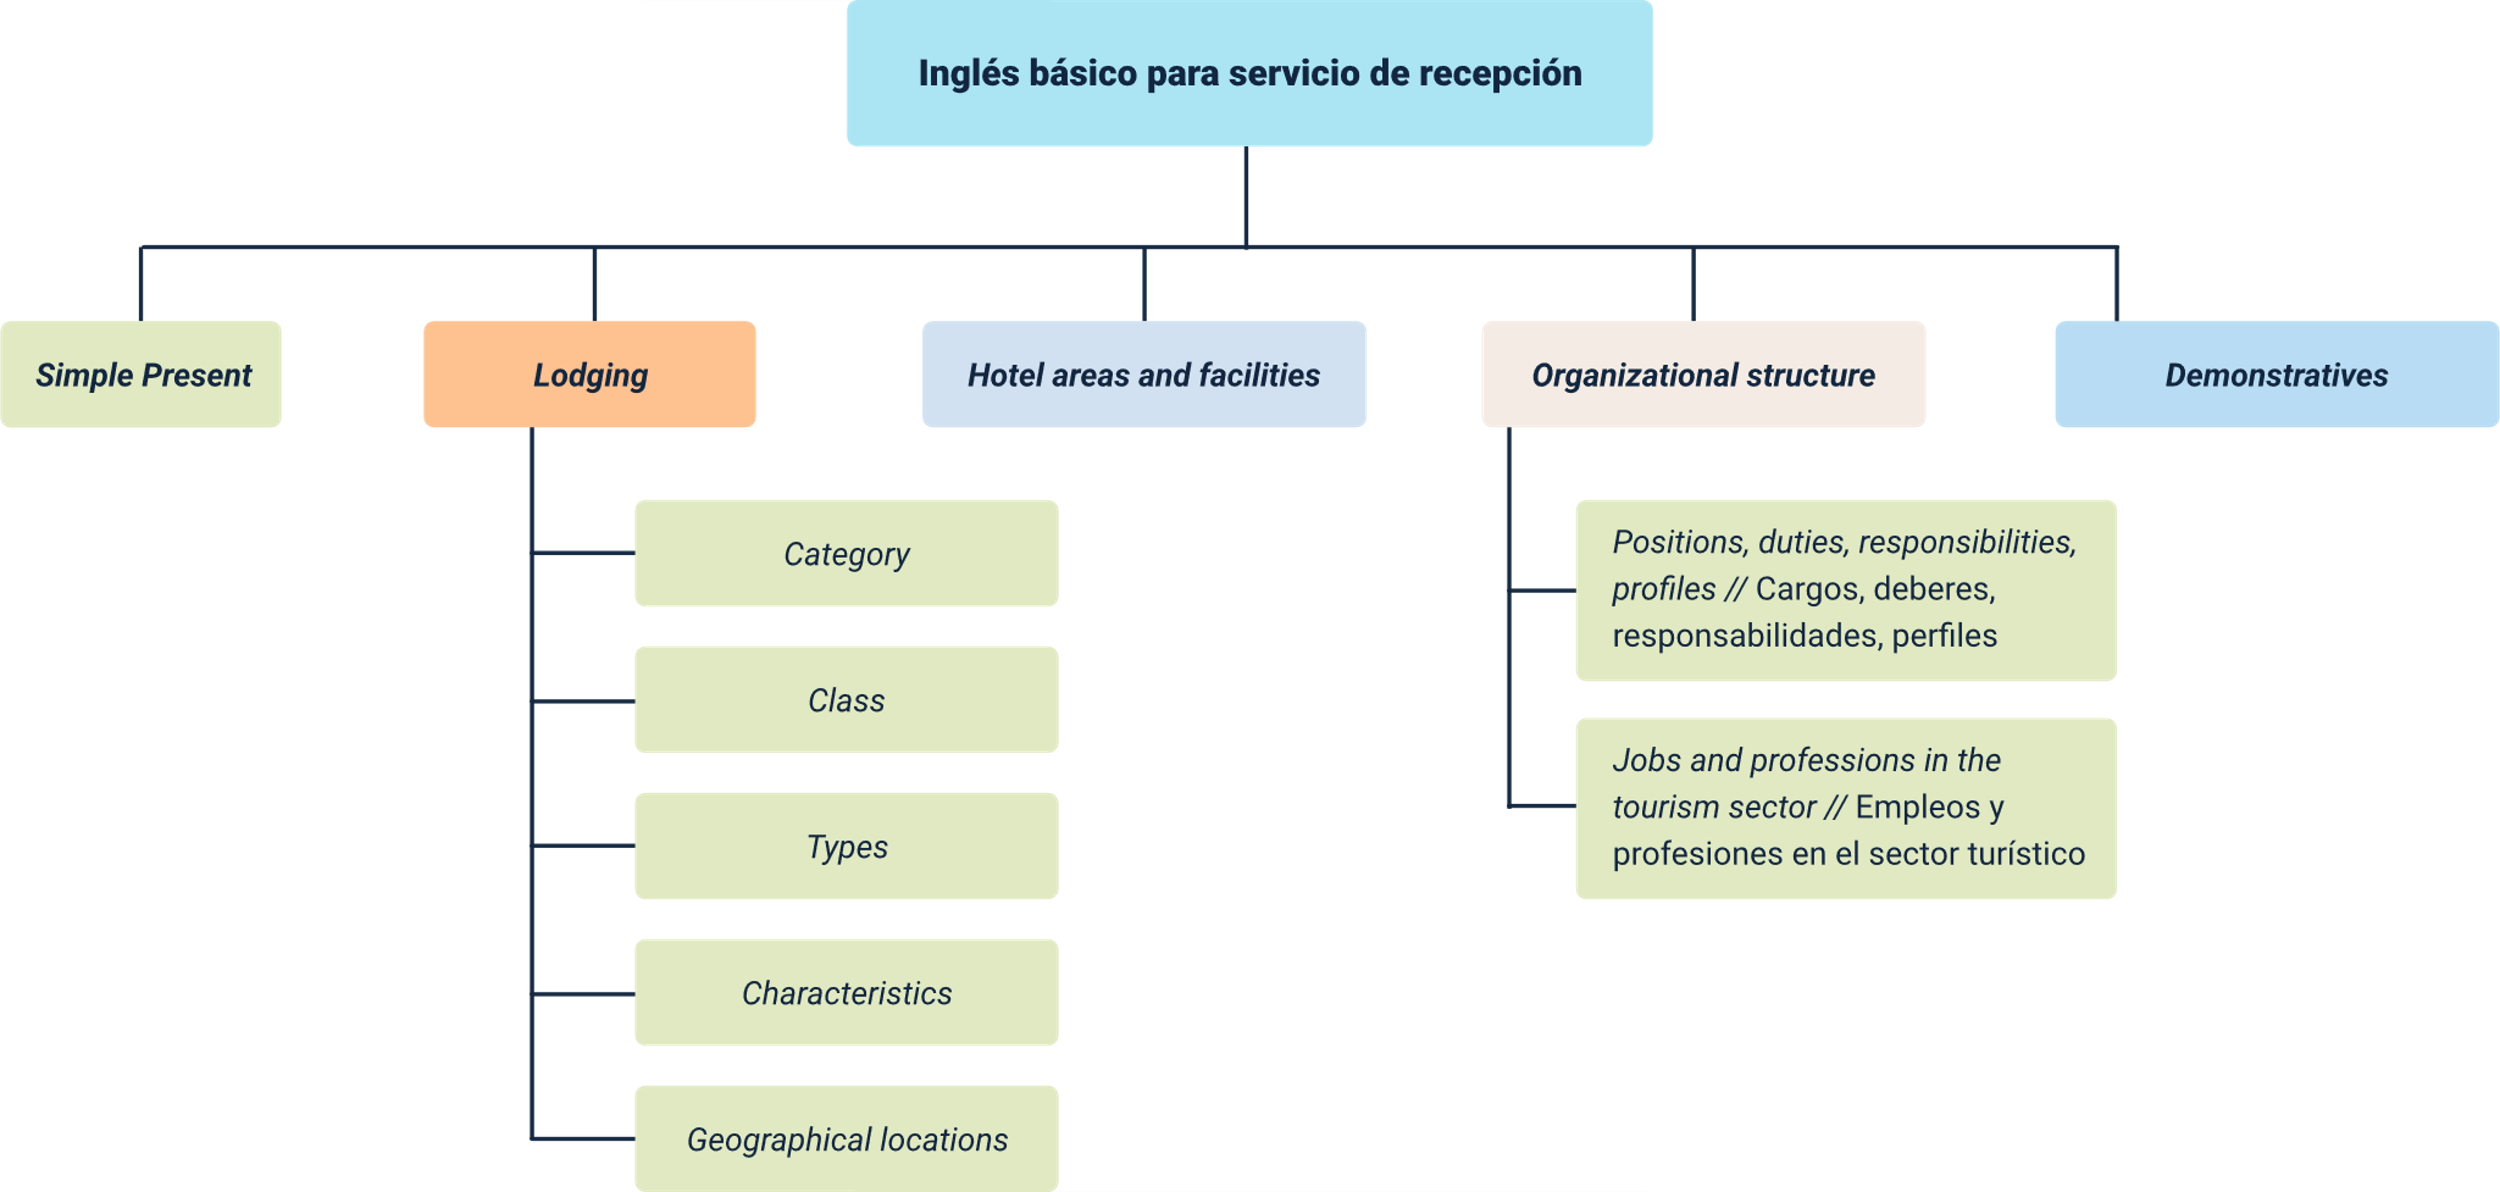 Inglés básico para servicio de recepción
Simple Present
Lodging
Hotel areas and facilities
Organizational structure
Demonstratives
Category
Class
Types
Characteristics
Geographical locations
Positions, duties, responsibilities,
profiles // Cargos, deberes,
responsabilidades, perfiles
Jobs and professions in the
tourism sector // Empleos y
profesiones en el sector turístico